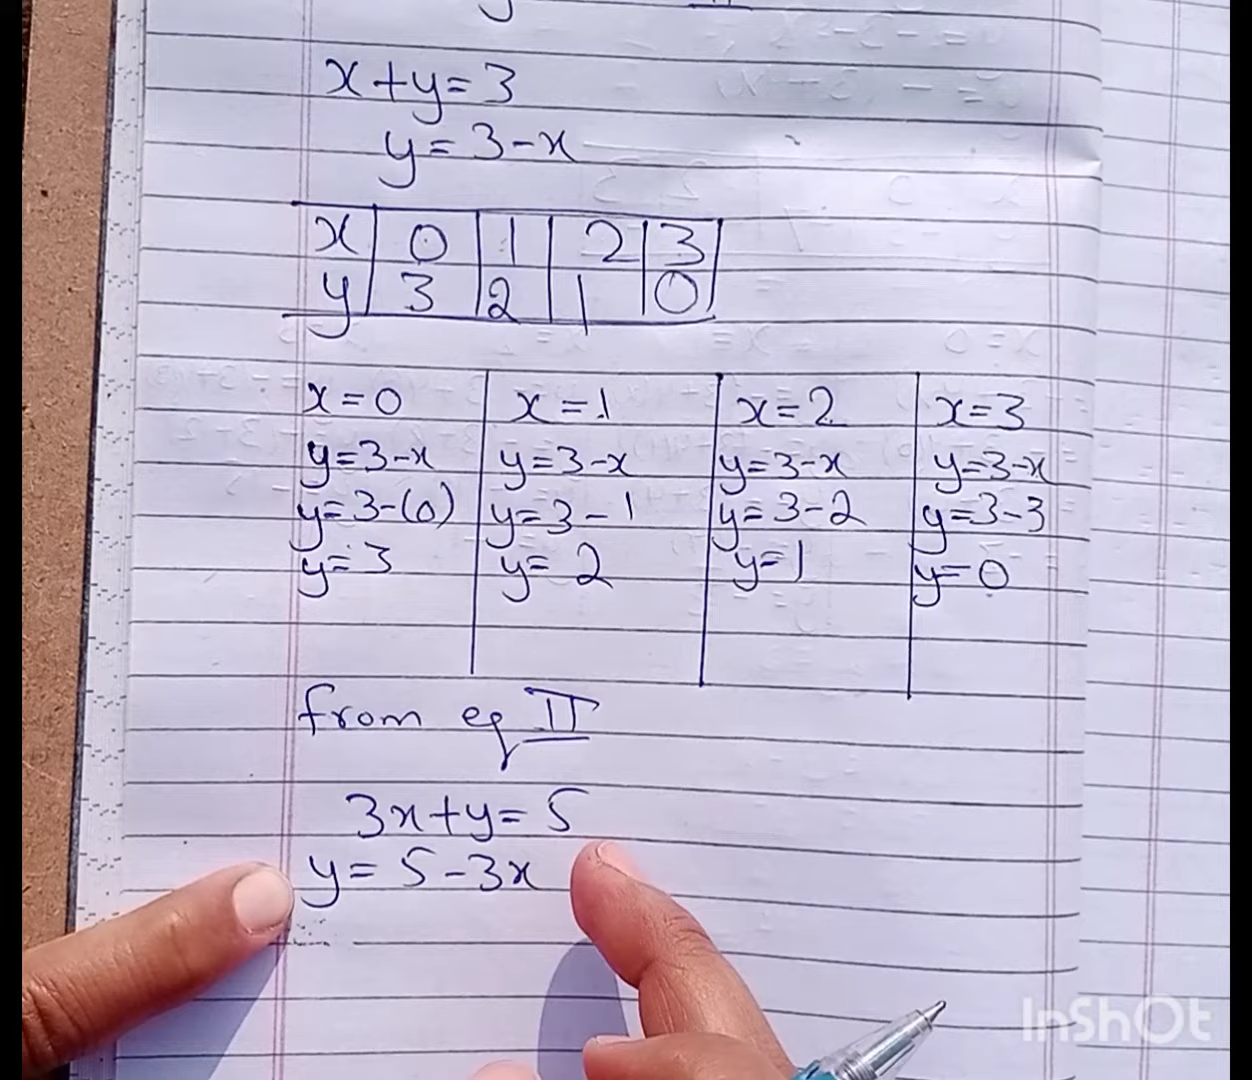 x+y=3
y=3-x
x 0 1 2 3
y 3 2 1 0
x=0 x=1 x=2 x=3
y=3-x y=3-x y=3-x y=3-x
y=3-(0) y=3-1 y=3-2 y=3-3
y=3 y=2 y=1 y=0
from eq II
3x+y=5
y=5-3x
InShOt